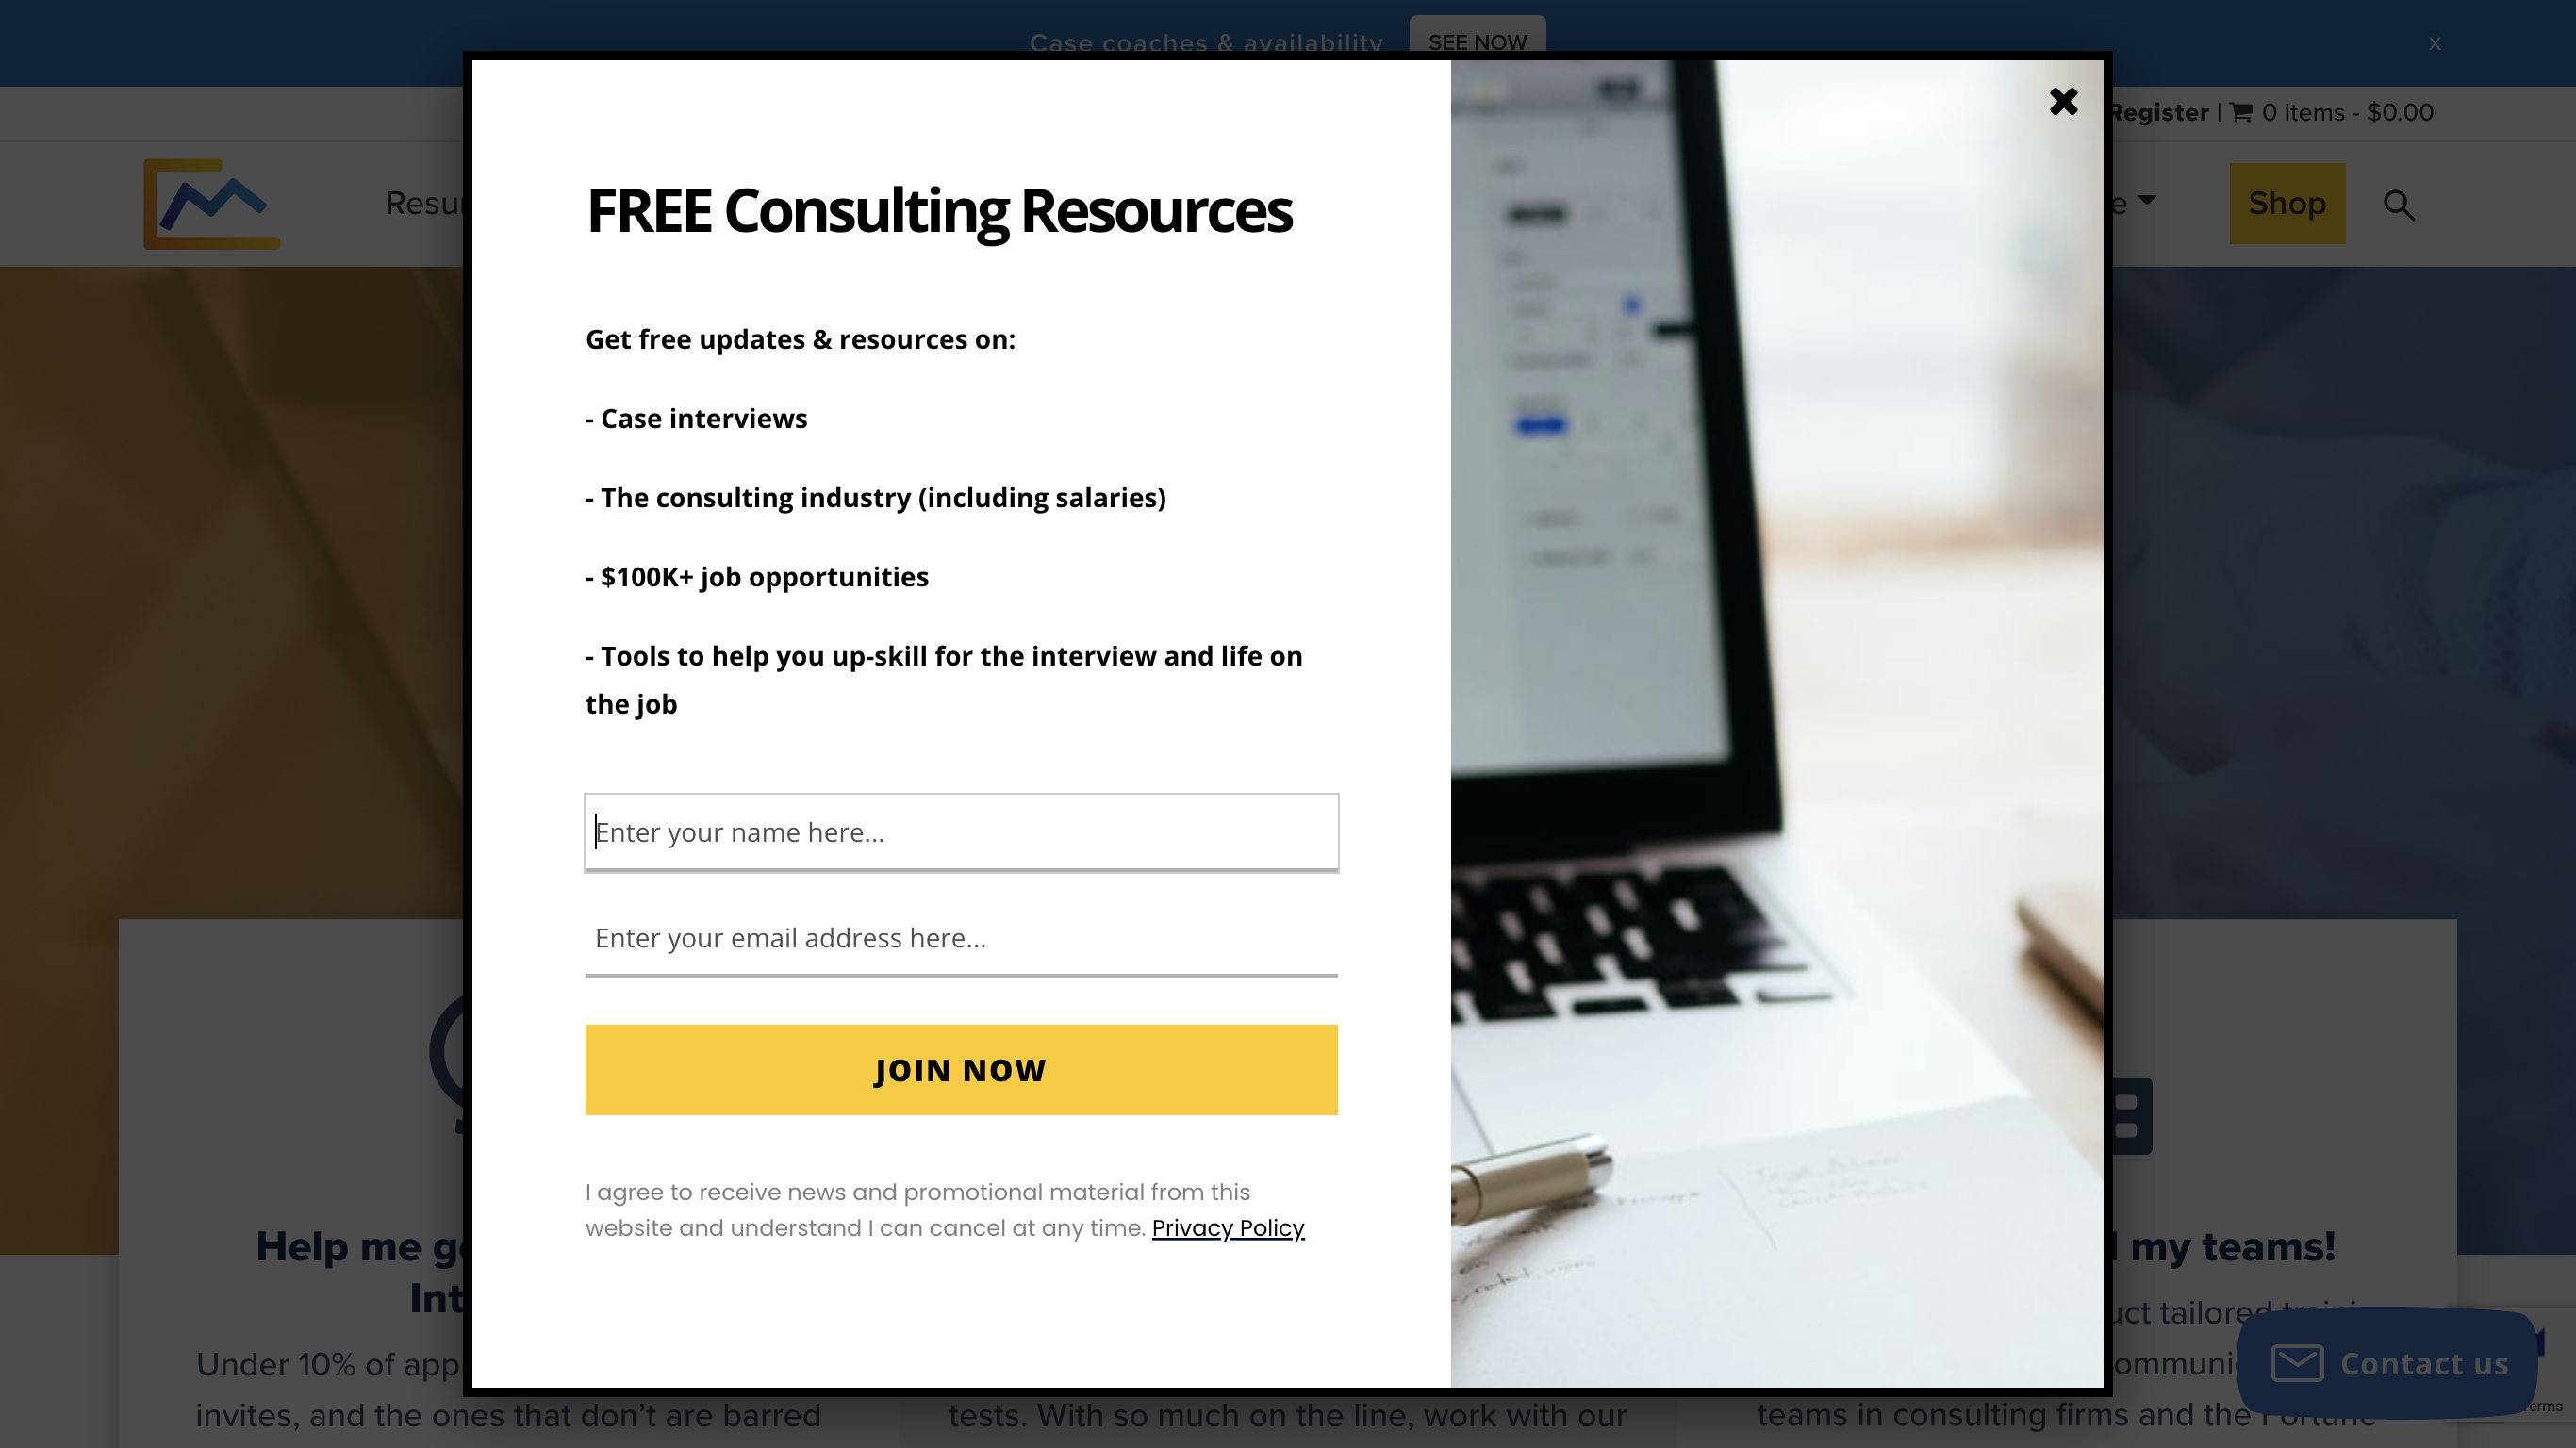 Case coaches & availability SEE NOW x
Register | 0 items - $0.00
Shop
FREE Consulting Resources
Get free updates & resources on:
- Case interviews
- The consulting industry (including salaries)
- $100K+ job opportunities
- Tools to help you up-skill for the interview and life on
the job
Enter your name here...
Enter your email address here...
JOIN NOW
I agree to receive news and promotional material from this
website and understand I can cancel at any time. Privacy Policy
Help me
my teams!
tailored
Under 10% of
Contact us
invites, and the ones that don't are barred
tests. With so much on the line, work with our
teams in consulting firms and the Fortune